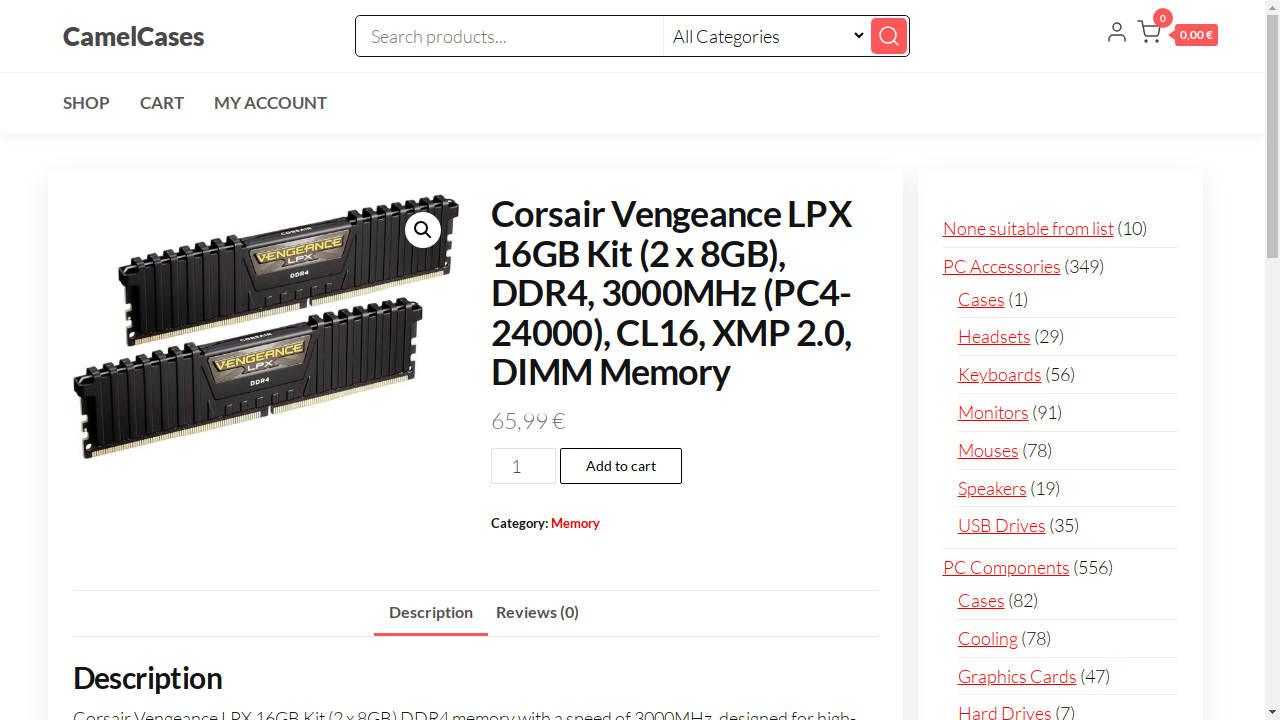 CamelCases
Search products...
All Categories
0
0,00 €
SHOP
CART
MY ACCOUNT
CORSAIR
VENGEANCE
LPX
DDR4
CORSAIR
VENGEANCE
LPX
DDR4
Corsair Vengeance LPX
16GB Kit (2 x 8GB),
DDR4, 3000MHz (PC4-
24000), CL16, XMP 2.0,
DIMM Memory
65,99 €
1
Add to cart
Category: Memory
Description
Reviews (0)
Description
Corsair Vengeance LPX 16GB Kit (2 x 8GB) DDR4 memory with a speed of 3000MHz, designed for high-
None suitable from list (10)
PC Accessories (349)
Cases (1)
Headsets (29)
Keyboards (56)
Monitors (91)
Mouses (78)
Speakers (19)
USB Drives (35)
PC Components (556)
Cases (82)
Cooling (78)
Graphics Cards (47)
Hard Drives (7)